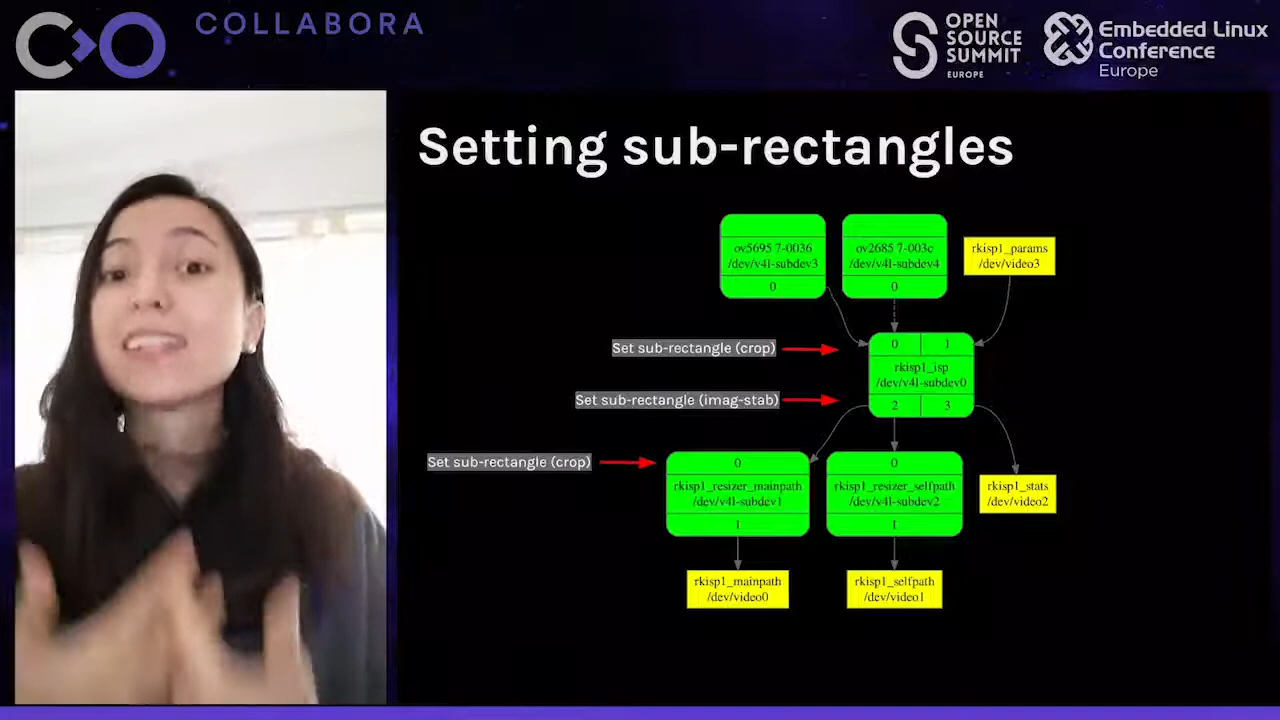 COLLABORA
OPEN
SOURCE
SUMMIT
EUROPE
Embedded Linux
Conference
Europe
Setting sub-rectangles
ov5695 7-0036
/dev/v4l-subdev3
0
ov2685 7-003c
/dev/v4l-subdev4
0
rkisp1_params
/dev/video3
Set sub-rectangle (crop)
0
1
rkisp1_isp
/dev/v4l-subdev0
Set sub-rectangle (imag-stab)
2
3
Set sub-rectangle (crop)
0
rkisp1_resizer_mainpath
/dev/v4l-subdev1
1
0
rkisp1_resizer_selfpath
/dev/v4l-subdev2
1
rkisp1_stats
/dev/video2
rkisp1_mainpath
/dev/video0
rkisp1_selfpath
/dev/video1